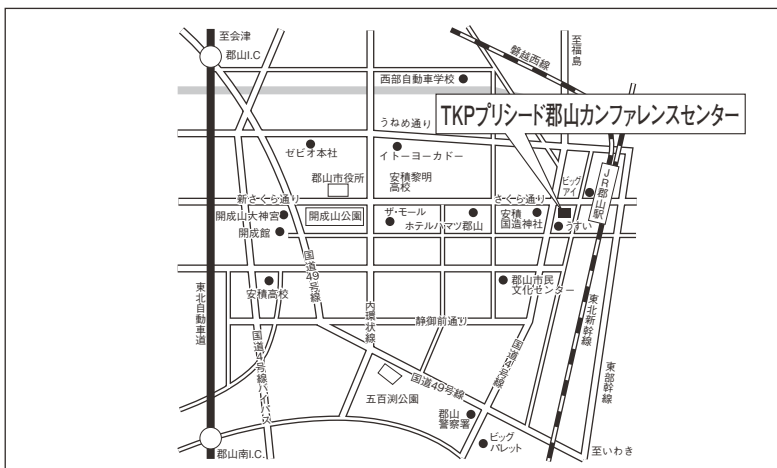 至会津
郡山I.C
磐越西線
至福島
西部自動車学校
TKPプリシード郡山カンファレンスセンター
うねめ通り
ゼビオ本社
イトーヨーカドー
郡山市役所
安積黎明
高校
ビッグ
アイ
JR郡山駅
新さくら通り
さくら通り
開成山大神宮
開成山公園
ザ・モール
ホテルハマツ郡山
安積
国造神社
うすい
開成館
国道49号線
安積高校
郡山市民
文化センター
東北自動車道
内環状線
静御前通り
東北新幹線
国道4号線バイパス
国道49号線
国道4号線
東部幹線
五百渕公園
郡山
警察署
ビッグ
パレット
至いわき
郡山南I.C.